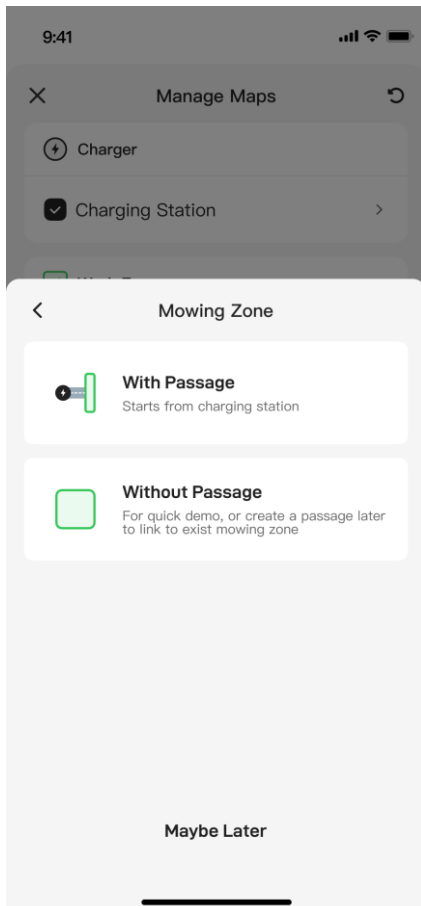 9:41
Manage Maps
Charger
Charging Station
Mowing Zone
With Passage
Starts from charging station
Without Passage
For quick demo, or create a passage later
to link to exist mowing zone
Maybe Later